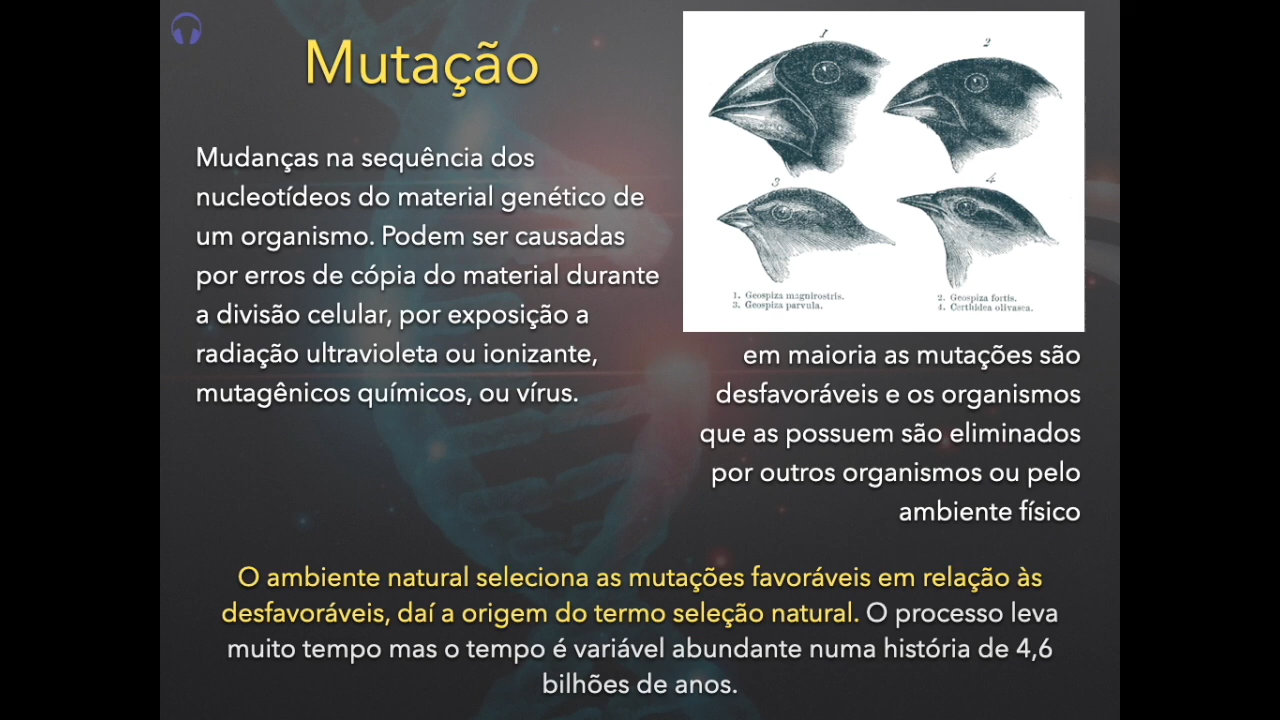 Mutação
Mudanças na sequência dos
nucleotídeos do material genético de
um organismo. Podem ser causadas
por erros de cópia do material durante
a divisão celular, por exposição a
radiação ultravioleta ou ionizante,
mutagênicos químicos, ou vírus.
1
2
3
4
1. Geospiza magnirostris.
2. Geospiza fortis.
3. Geospiza parvula.
4. Certhidea olivasca.
em maioria as mutações são
desfavoráveis e os organismos
que as possuem são eliminados
por outros organismos ou pelo
ambiente físico
O ambiente natural seleciona as mutações favoráveis em relação às
desfavoráveis, daí a origem do termo seleção natural. O processo leva
muito tempo mas o tempo é variável abundante numa história de 4,6
bilhões de anos.